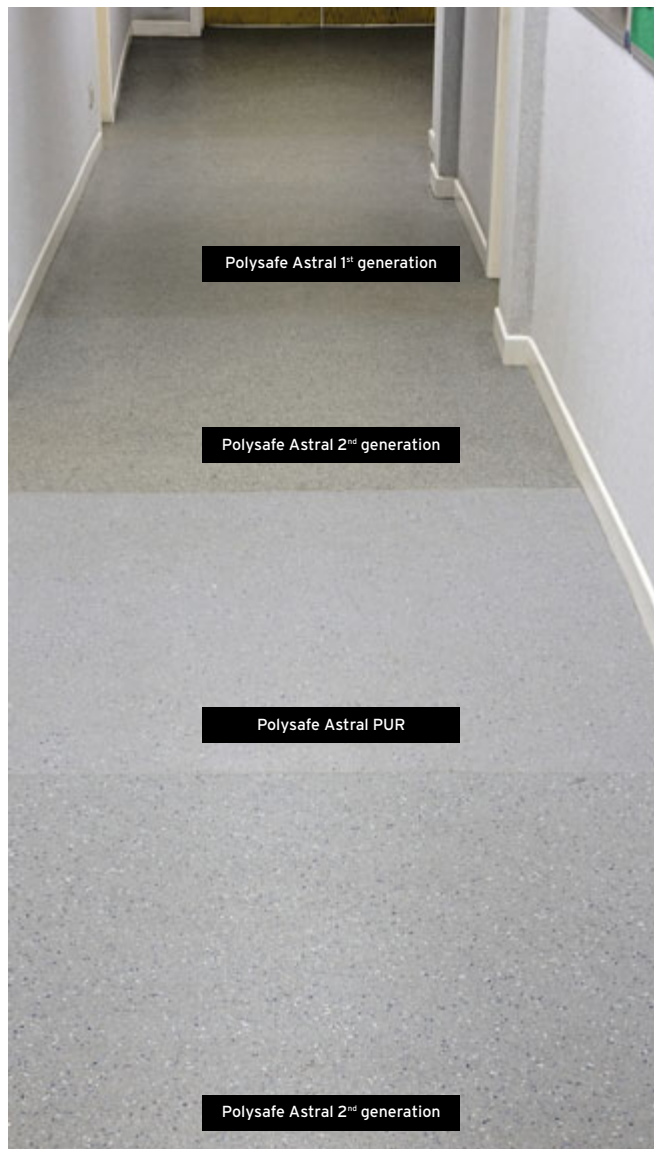 Polysafe Astral 1st generation
Polysafe Astral 2nd generation
Polysafe Astral PUR
Polysafe Astral 2nd generation